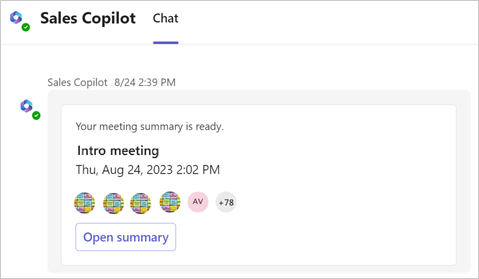 Sales Copilot Chat
Sales Copilot 8/24 2:39 PM
Your meeting summary is ready.
Intro meeting
Thu, Aug 24, 2023 2:02 PM
AV +78
Open summary